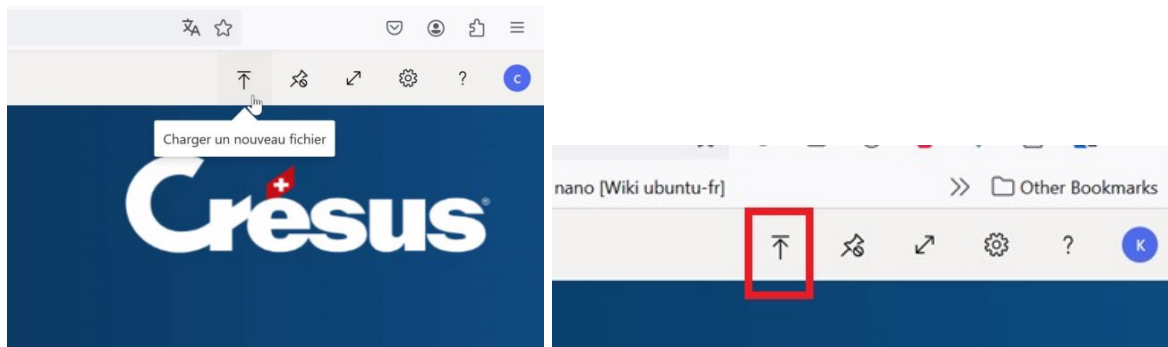 ?
C
Charger un nouveau fichier
Crésus®
nano [Wiki ubuntu-fr]
Other Bookmarks
?
K